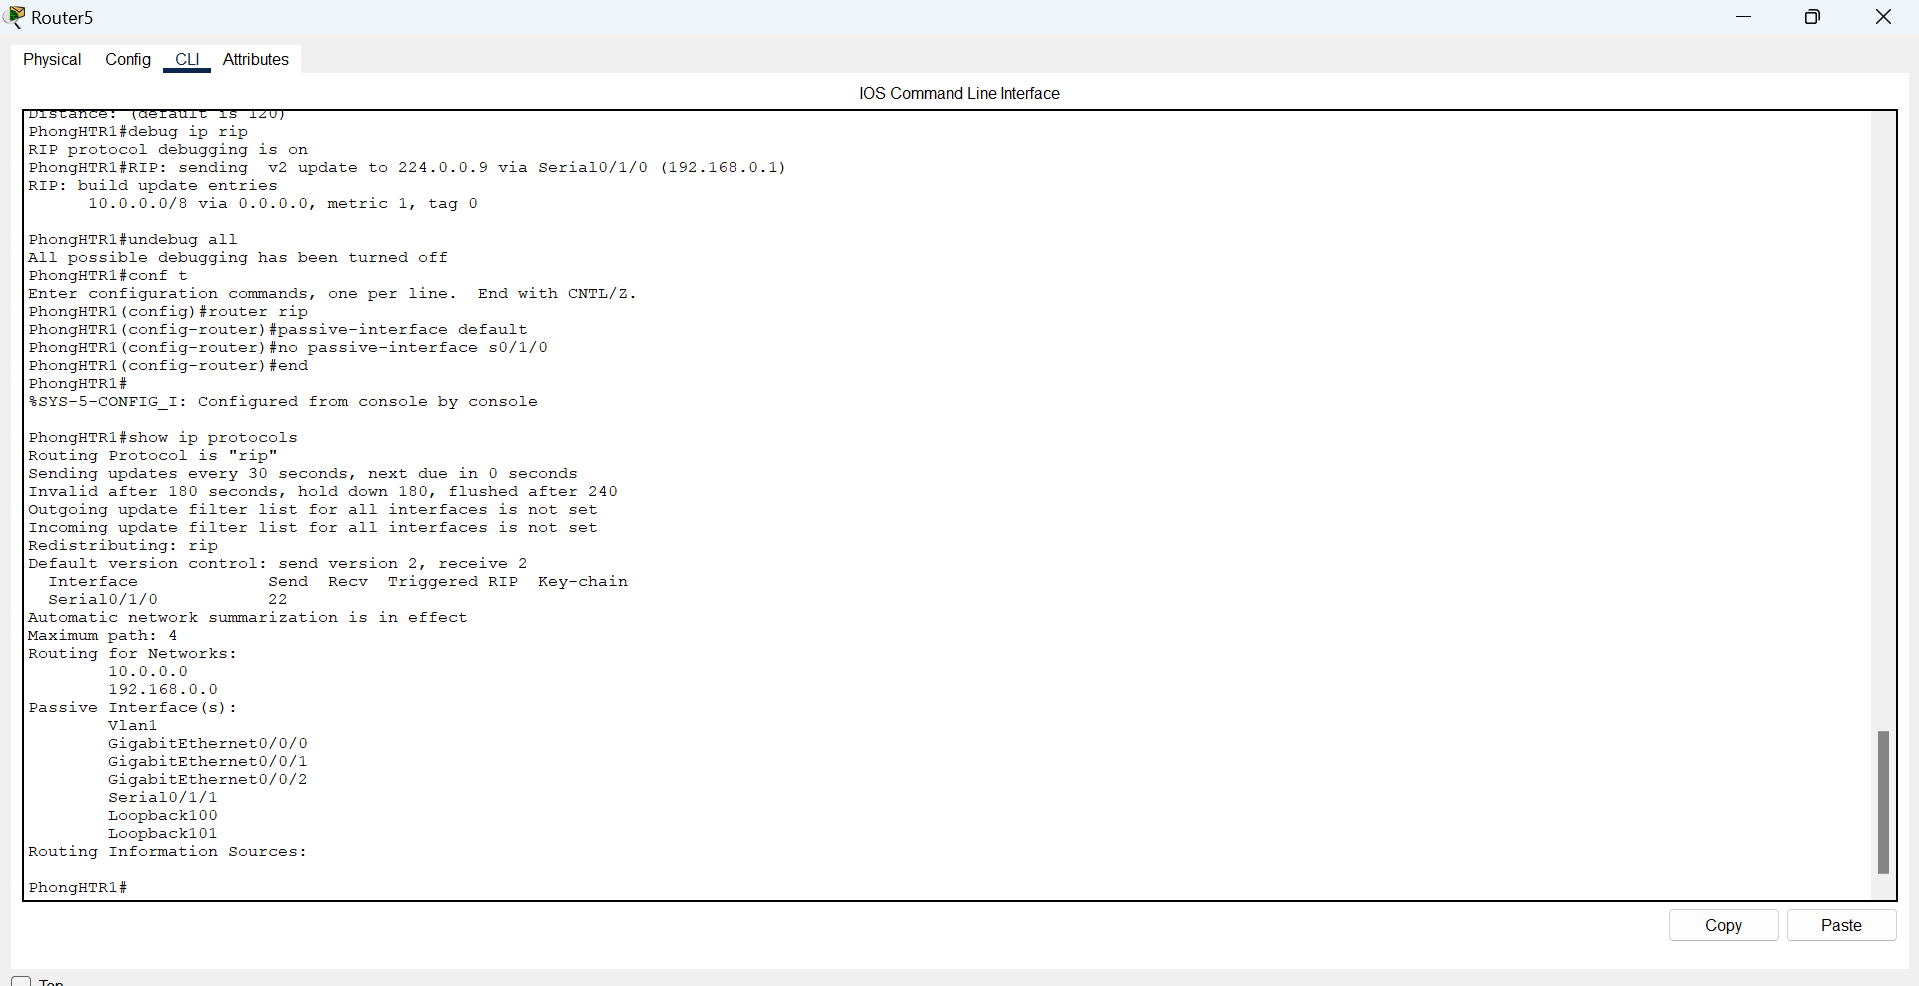 Router5
Physical Config CLI Attributes
IOS Command Line Interface
Distance: (default is 120)
PhongHTR1#debug ip rip
RIP protocol debugging is on
PhongHTR1#RIP: sending  v2 update to 224.0.0.9 via Serial0/1/0 (192.168.0.1)
RIP: build update entries
      10.0.0.0/8 via 0.0.0.0, metric 1, tag 0
PhongHTR1#undebug all
All possible debugging has been turned off
PhongHTR1#conf t
Enter configuration commands, one per line.  End with CNTL/Z.
PhongHTR1(config)#router rip
PhongHTR1(config-router)#passive-interface default
PhongHTR1(config-router)#no passive-interface s0/1/0
PhongHTR1(config-router)#end
PhongHTR1#
%SYS-5-CONFIG_I: Configured from console by console
PhongHTR1#show ip protocols
Routing Protocol is "rip"
Sending updates every 30 seconds, next due in 0 seconds
Invalid after 180 seconds, hold down 180, flushed after 240
Outgoing update filter list for all interfaces is not set
Incoming update filter list for all interfaces is not set
Redistributing: rip
Default version control: send version 2, receive 2
  Interface             Send  Recv  Triggered RIP  Key-chain
  Serial0/1/0           22
Automatic network summarization is in effect
Maximum path: 4
Routing for Networks:
        10.0.0.0
        192.168.0.0
Passive Interface(s):
        Vlan1
        GigabitEthernet0/0/0
        GigabitEthernet0/0/1
        GigabitEthernet0/0/2
        Serial0/1/1
        Loopback100
        Loopback101
Routing Information Sources:
PhongHTR1#
Copy Paste
Top